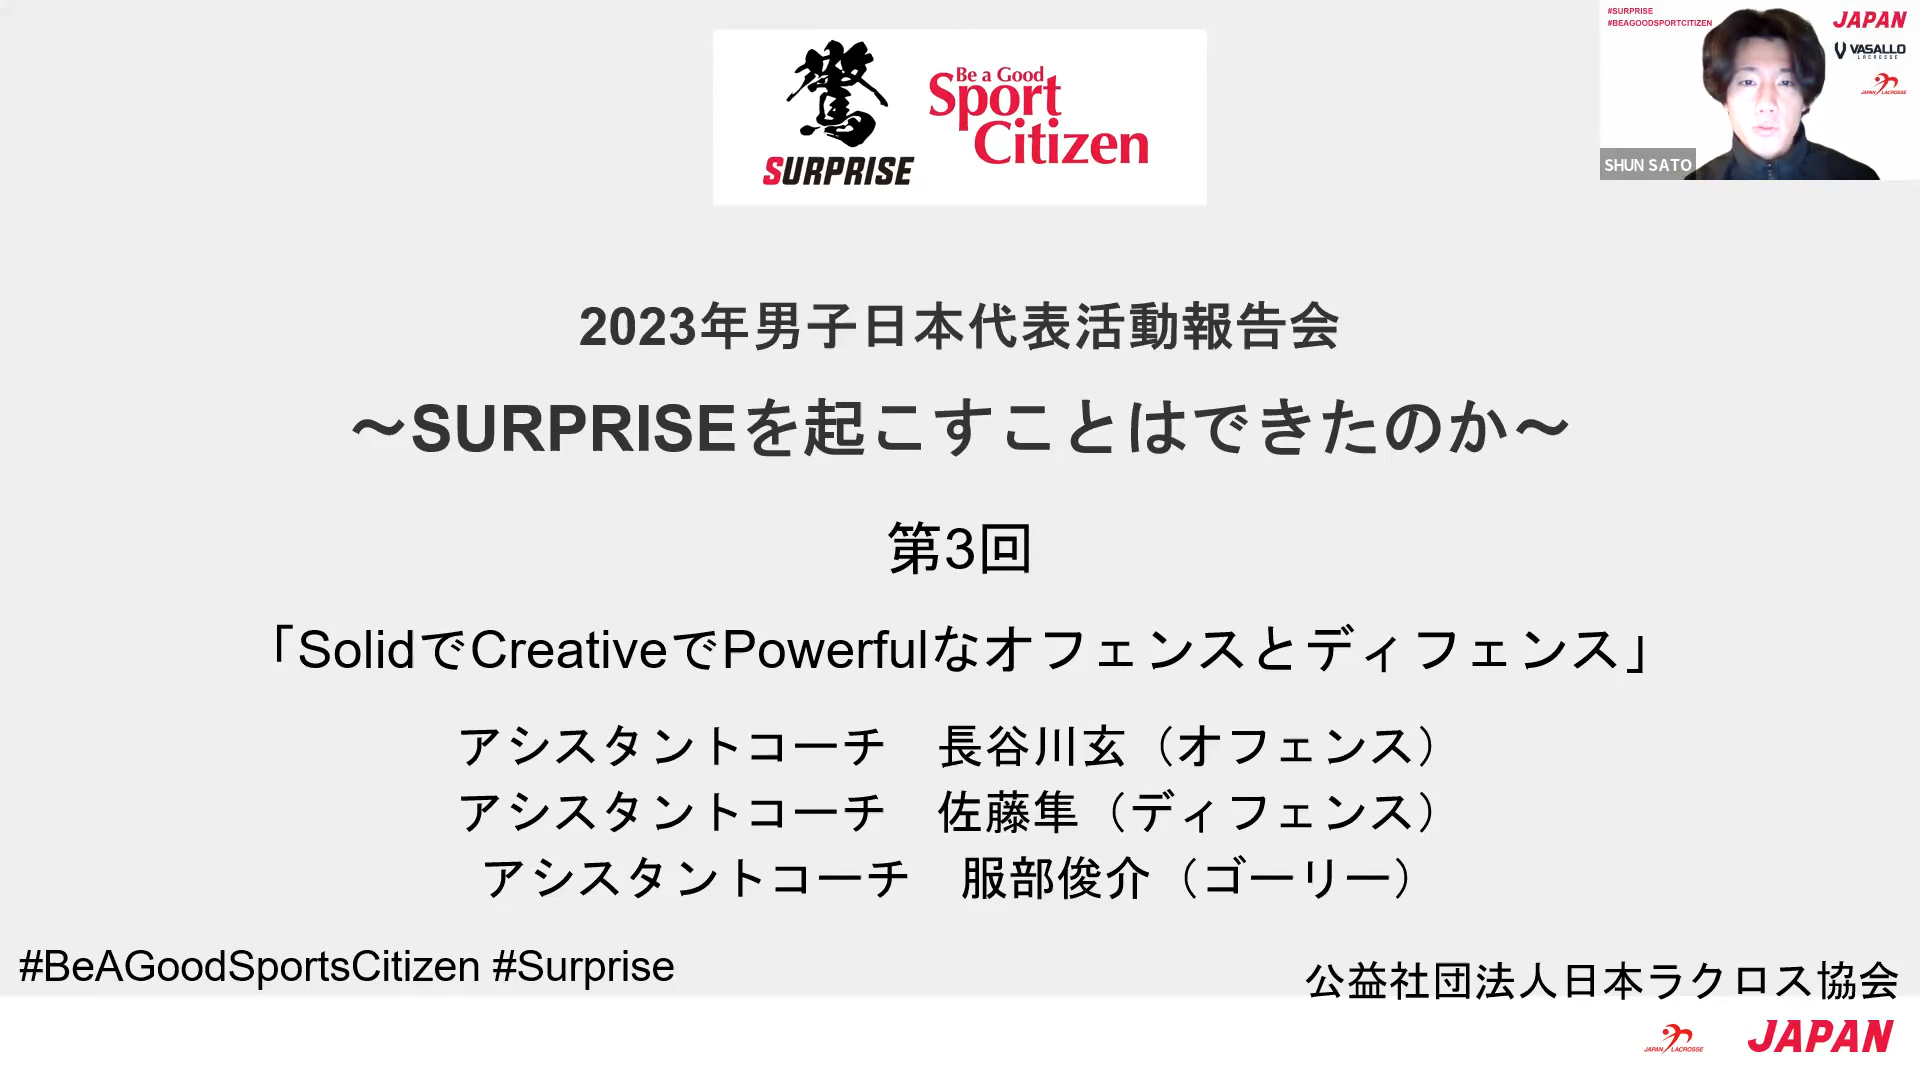 驚
SURPRISE
Be a Good
Sport
Citizen
#SURPRISE
#BEAGOODSPORTCITIZEN
JAPAN
VASALLO
LACROSSE
JAPAN LACROSSE
SHUN SATO
2023年男子日本代表活動報告会
〜SURPRISEを起こすことはできたのか〜
第3回
「SolidでCreativeでPowerfulなオフェンスとディフェンス」
アシスタントコーチ　長谷川玄（オフェンス）
アシスタントコーチ　佐藤隼（ディフェンス）
アシスタントコーチ　服部俊介（ゴーリー）
#BeAGoodSportsCitizen #Surprise
公益社団法人日本ラクロス協会
JAPAN LACROSSE
JAPAN